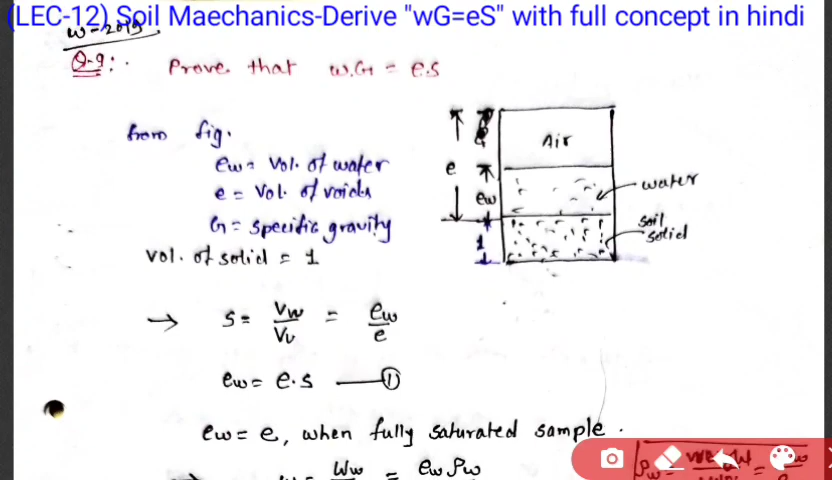 (LEC-12) Soil Maechanics-Derive "wG=eS" with full concept in hindi
W-2019
Q-9:- Prove that w.G = e.s
from fig.
ew = Vol. of water
e = Vol. of voids
G = specific gravity
vol. of solid = 1
Air
e
ew
water
1
soil
solid
→ S = Vw/Vv = ew/e
ew = e.s —①
ew = e, when fully saturated sample.
Ww = ew ρw
ρw =